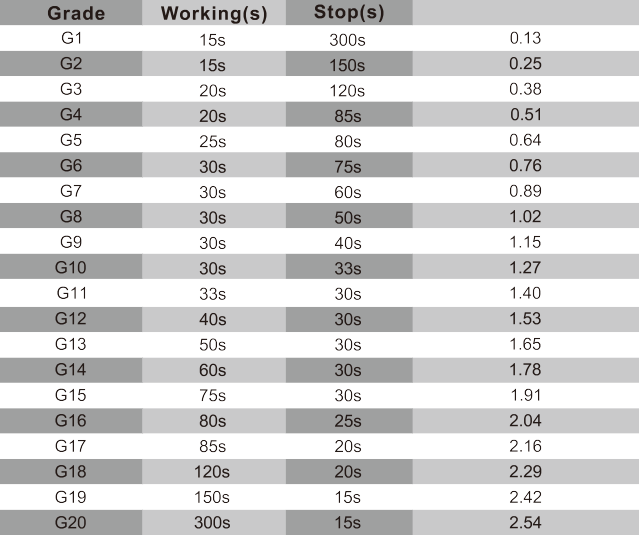 Grade Working(s) Stop(s)
G1 15s 300s 0.13
G2 15s 150s 0.25
G3 20s 120s 0.38
G4 20s 85s 0.51
G5 25s 80s 0.64
G6 30s 75s 0.76
G7 30s 60s 0.89
G8 30s 50s 1.02
G9 30s 40s 1.15
G10 30s 33s 1.27
G11 33s 30s 1.40
G12 40s 30s 1.53
G13 50s 30s 1.65
G14 60s 30s 1.78
G15 75s 30s 1.91
G16 80s 25s 2.04
G17 85s 20s 2.16
G18 120s 20s 2.29
G19 150s 15s 2.42
G20 300s 15s 2.54